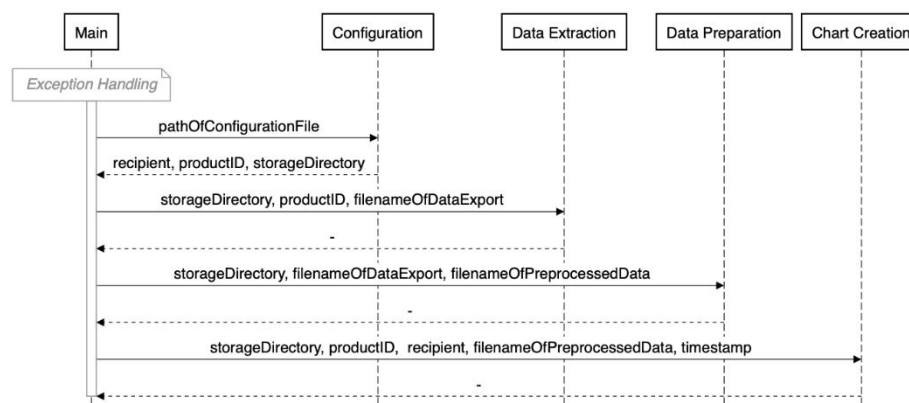 Main
Configuration
Data Extraction
Data Preparation
Chart Creation
Exception Handling
pathOfConfigurationFile
recipient, productID, storageDirectory
storageDirectory, productID, filenameOfDataExport
-
storageDirectory, filenameOfDataExport, filenameOfPreprocessedData
-
storageDirectory, productID,  recipient, filenameOfPreprocessedData, timestamp
-